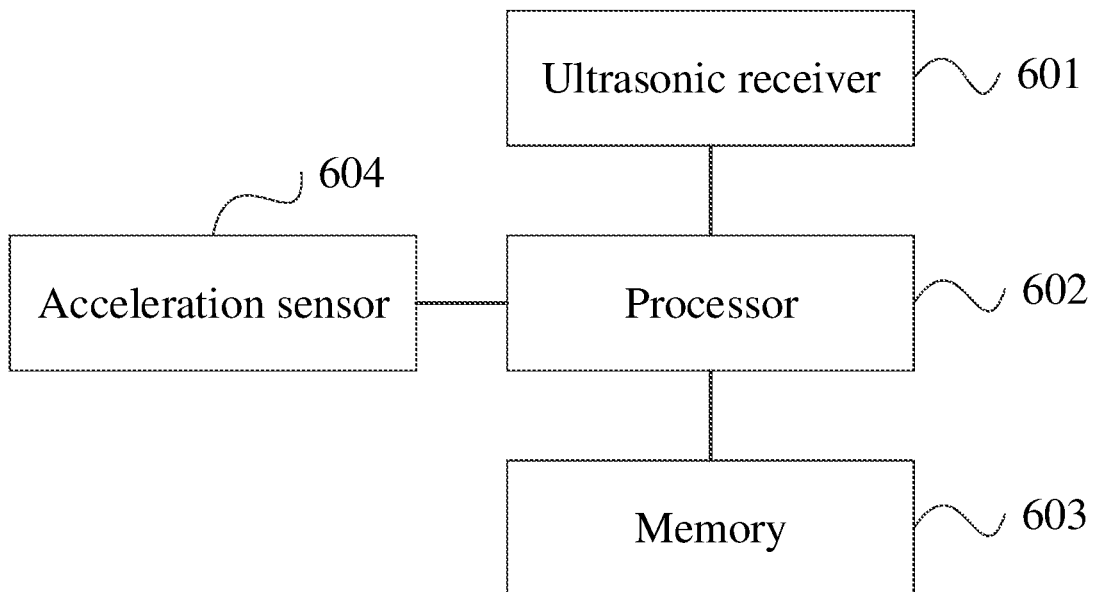 Ultrasonic receiver
601
604
Acceleration sensor
Processor
602
Memory
603